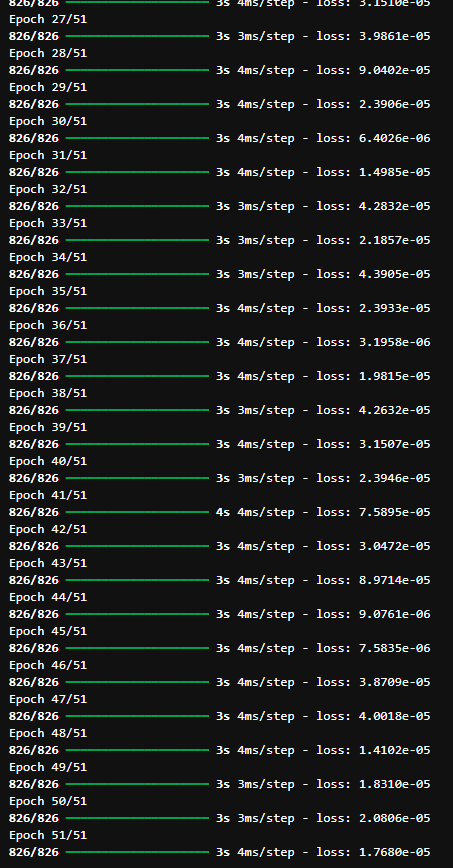 826/826 ━━━━━━━━━━━━━━━━━━━━ 3s 4ms/step - loss: 3.1510e-05
Epoch 27/51
826/826 ━━━━━━━━━━━━━━━━━━━━ 3s 3ms/step - loss: 3.9861e-05
Epoch 28/51
826/826 ━━━━━━━━━━━━━━━━━━━━ 3s 4ms/step - loss: 9.0402e-05
Epoch 29/51
826/826 ━━━━━━━━━━━━━━━━━━━━ 3s 4ms/step - loss: 2.3906e-05
Epoch 30/51
826/826 ━━━━━━━━━━━━━━━━━━━━ 3s 4ms/step - loss: 6.4026e-06
Epoch 31/51
826/826 ━━━━━━━━━━━━━━━━━━━━ 3s 4ms/step - loss: 1.4985e-05
Epoch 32/51
826/826 ━━━━━━━━━━━━━━━━━━━━ 3s 3ms/step - loss: 4.2832e-05
Epoch 33/51
826/826 ━━━━━━━━━━━━━━━━━━━━ 3s 3ms/step - loss: 2.1857e-05
Epoch 34/51
826/826 ━━━━━━━━━━━━━━━━━━━━ 3s 3ms/step - loss: 4.3905e-05
Epoch 35/51
826/826 ━━━━━━━━━━━━━━━━━━━━ 3s 4ms/step - loss: 2.3933e-05
Epoch 36/51
826/826 ━━━━━━━━━━━━━━━━━━━━ 3s 4ms/step - loss: 3.1958e-06
Epoch 37/51
826/826 ━━━━━━━━━━━━━━━━━━━━ 3s 4ms/step - loss: 1.9815e-05
Epoch 38/51
826/826 ━━━━━━━━━━━━━━━━━━━━ 3s 3ms/step - loss: 4.2632e-05
Epoch 39/51
826/826 ━━━━━━━━━━━━━━━━━━━━ 3s 4ms/step - loss: 3.1507e-05
Epoch 40/51
826/826 ━━━━━━━━━━━━━━━━━━━━ 3s 3ms/step - loss: 2.3946e-05
Epoch 41/51
826/826 ━━━━━━━━━━━━━━━━━━━━ 4s 4ms/step - loss: 7.5895e-05
Epoch 42/51
826/826 ━━━━━━━━━━━━━━━━━━━━ 3s 4ms/step - loss: 3.0472e-05
Epoch 43/51
826/826 ━━━━━━━━━━━━━━━━━━━━ 3s 4ms/step - loss: 8.9714e-05
Epoch 44/51
826/826 ━━━━━━━━━━━━━━━━━━━━ 3s 4ms/step - loss: 9.0761e-06
Epoch 45/51
826/826 ━━━━━━━━━━━━━━━━━━━━ 3s 4ms/step - loss: 7.5835e-06
Epoch 46/51
826/826 ━━━━━━━━━━━━━━━━━━━━ 3s 4ms/step - loss: 3.8709e-05
Epoch 47/51
826/826 ━━━━━━━━━━━━━━━━━━━━ 3s 4ms/step - loss: 4.0018e-05
Epoch 48/51
826/826 ━━━━━━━━━━━━━━━━━━━━ 3s 4ms/step - loss: 1.4102e-05
Epoch 49/51
826/826 ━━━━━━━━━━━━━━━━━━━━ 3s 3ms/step - loss: 1.8310e-05
Epoch 50/51
826/826 ━━━━━━━━━━━━━━━━━━━━ 3s 3ms/step - loss: 2.0806e-05
Epoch 51/51
826/826 ━━━━━━━━━━━━━━━━━━━━ 3s 4ms/step - loss: 1.7680e-05